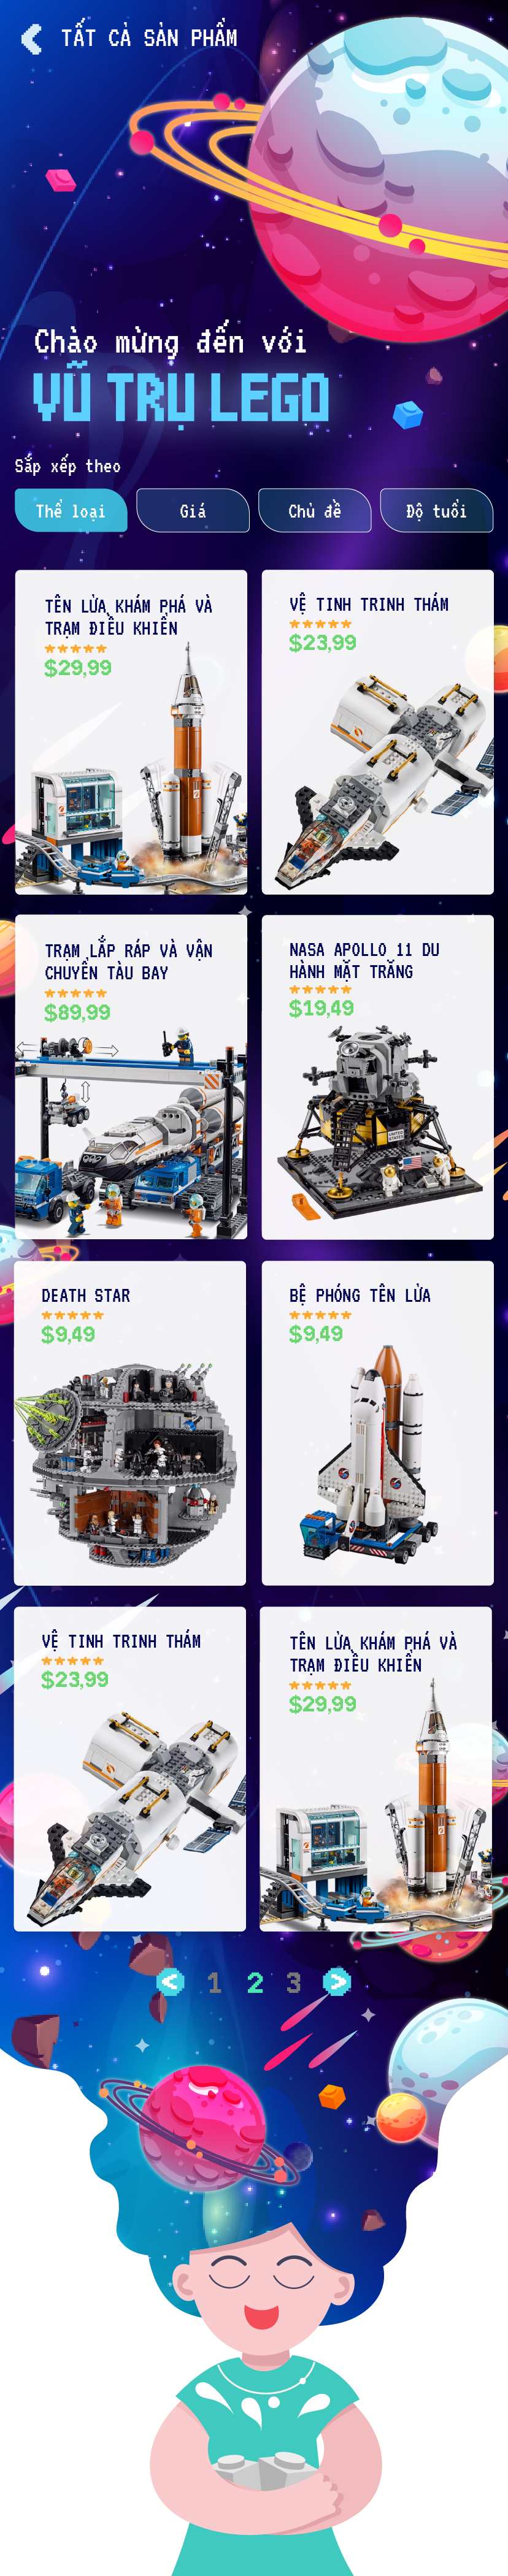 TẤT CẢ SẢN PHẨM
Chào mừng đến với
VŨ TRỤ LEGO
Sắp xếp theo
Thể loại
Giá
Chủ đề
Độ tuổi
TÊN LỬA KHÁM PHÁ VÀ
TRẠM ĐIỀU KHIỂN
$29,99
VỆ TINH TRINH THÁM
$23,99
TRẠM LẮP RÁP VÀ VẬN
CHUYỂN TÀU BAY
$89,99
NASA APOLLO 11 DU
HÀNH MẶT TRĂNG
$19,49
DEATH STAR
$9,49
BỆ PHÓNG TÊN LỬA
$9,49
VỆ TINH TRINH THÁM
$23,99
TÊN LỬA KHÁM PHÁ VÀ
TRẠM ĐIỀU KHIỂN
$29,99
< 1 2 3 >